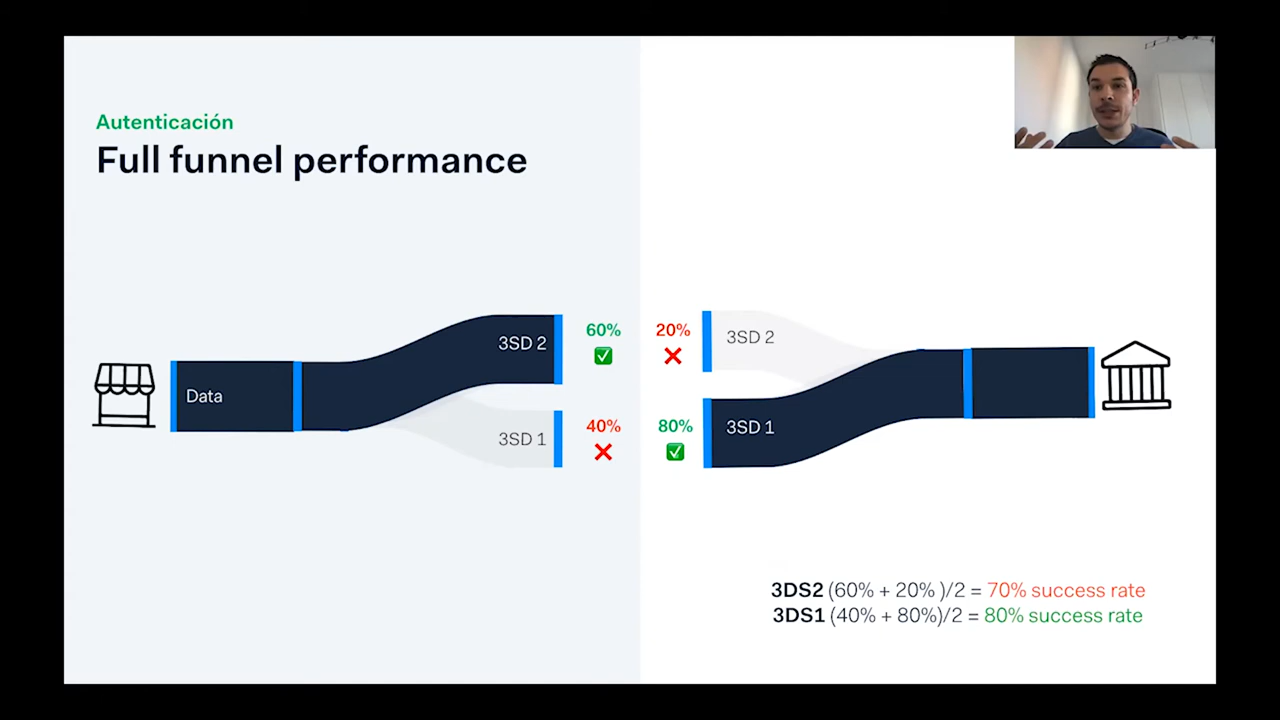 Autenticación
Full funnel performance
3SD 2
60%
20%
3SD 2
Data
3SD 1
40%
80%
3SD 1
3DS2 (60% + 20% )/2 = 70% success rate
3DS1 (40% + 80%)/2 = 80% success rate